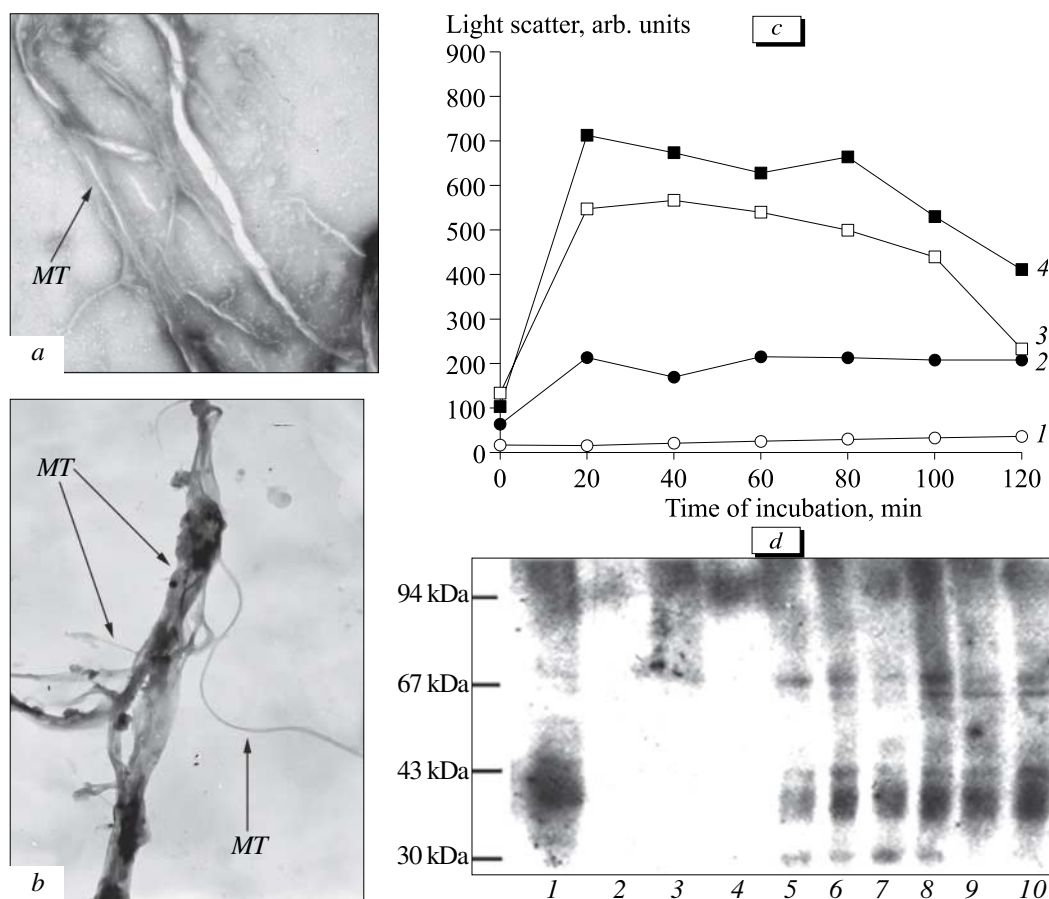 MT
a
MT
MT
b
Light scatter, arb. units
c
900
800
700
600
500
400
300
200
100
0
4
3
2
1
0 20 40 60 80 100 120
Time of incubation, min
d
94 kDa
67 kDa
43 kDa
30 kDa
1 2 3 4 5 6 7 8 9 10